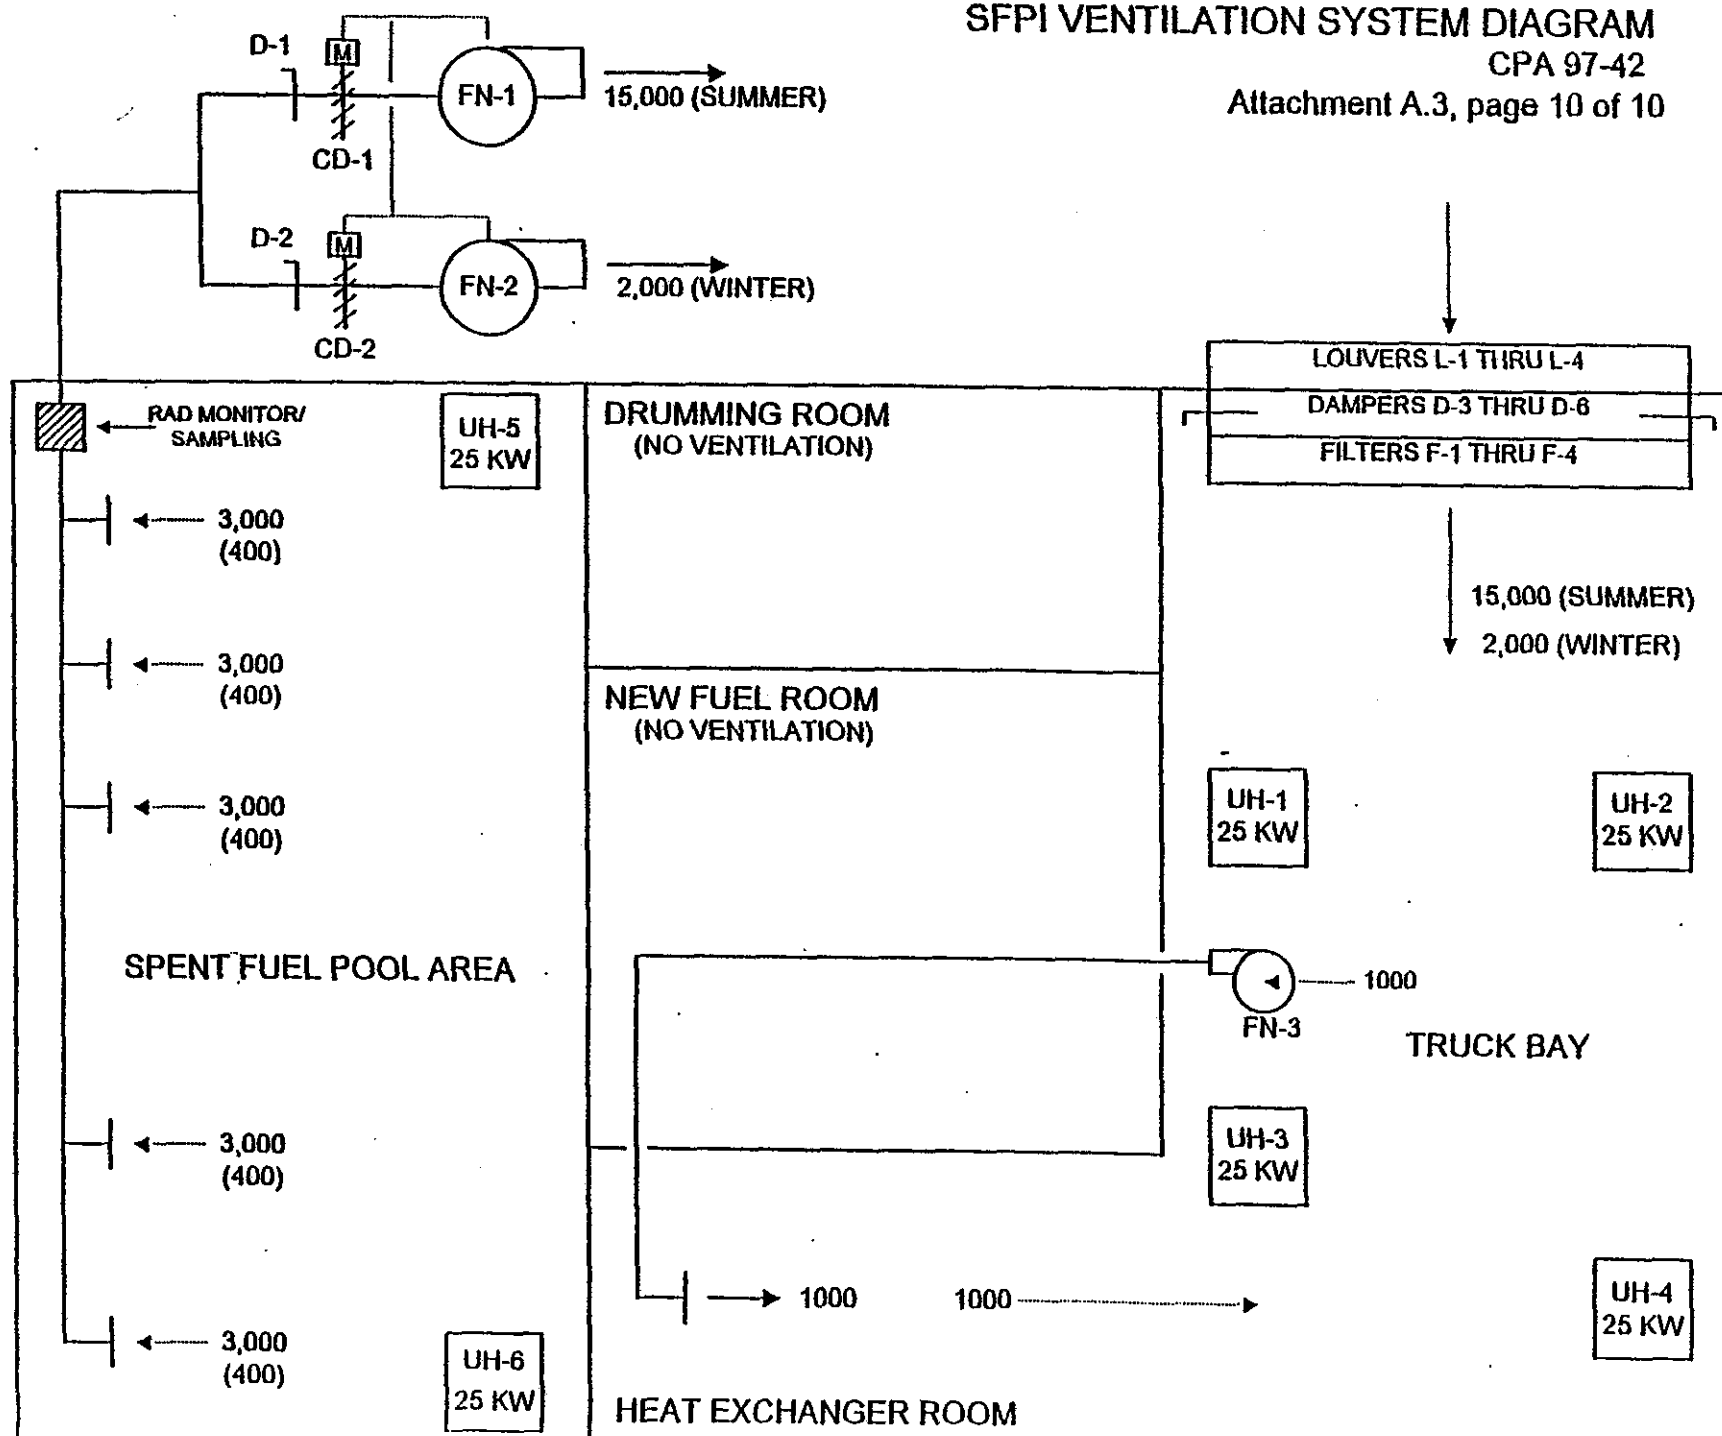 SFPI VENTILATION SYSTEM DIAGRAM
CPA 97-42
Attachment A.3, page 10 of 10
D-1
M
FN-1
15,000 (SUMMER)
CD-1
D-2
M
FN-2
2,000 (WINTER)
CD-2
LOUVERS L-1 THRU L-4
DAMPERS D-3 THRU D-6
FILTERS F-1 THRU F-4
15,000 (SUMMER)
2,000 (WINTER)
RAD MONITOR/
SAMPLING
UH-5
25 KW
DRUMMING ROOM
(NO VENTILATION)
3,000
(400)
3,000
(400)
NEW FUEL ROOM
(NO VENTILATION)
3,000
(400)
UH-1
25 KW
UH-2
25 KW
SPENT FUEL POOL AREA
1000
FN-3
TRUCK BAY
3,000
(400)
UH-3
25 KW
1000
1000
UH-4
25 KW
3,000
(400)
UH-6
25 KW
HEAT EXCHANGER ROOM